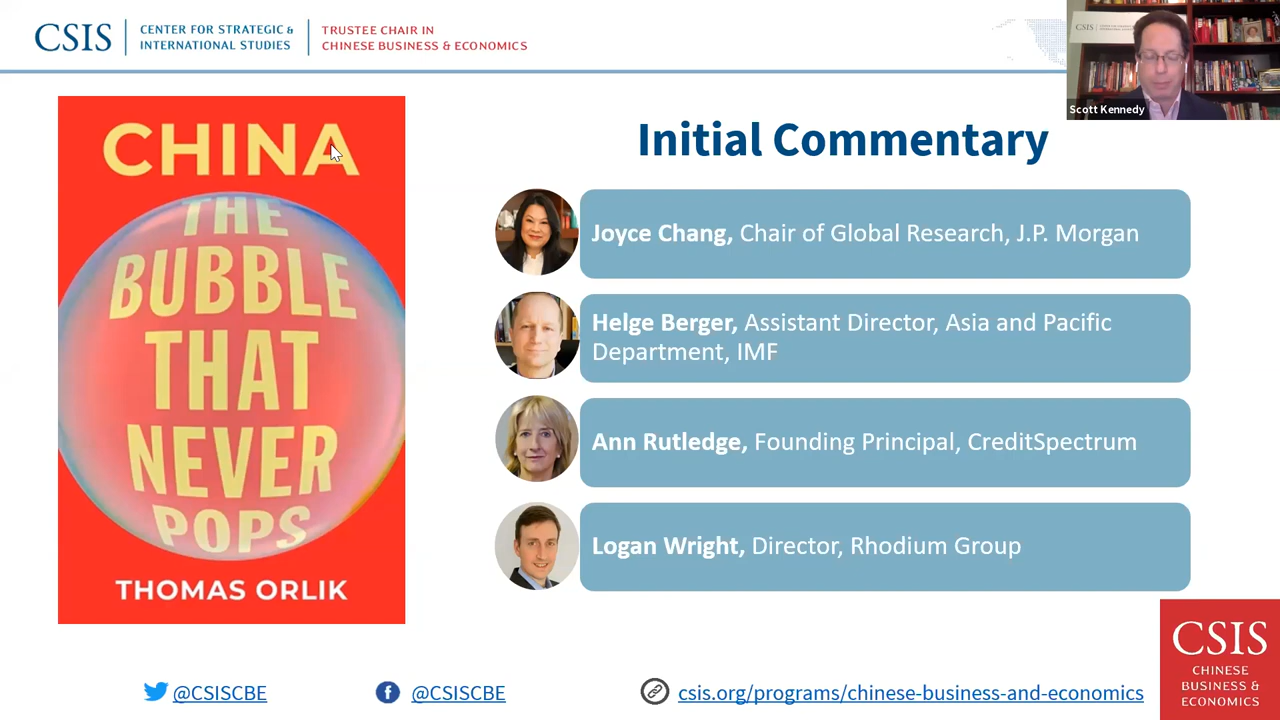 CSIS
CENTER FOR STRATEGIC &
INTERNATIONAL STUDIES
TRUSTEE CHAIR IN
CHINESE BUSINESS & ECONOMICS
CSIS
Scott Kennedy
CHINA
THE
BUBBLE
THAT
NEVER
POPS
THOMAS ORLIK
Initial Commentary
Joyce Chang, Chair of Global Research, J.P. Morgan
Helge Berger, Assistant Director, Asia and Pacific
Department, IMF
Ann Rutledge, Founding Principal, CreditSpectrum
Logan Wright, Director, Rhodium Group
@CSISCBE
@CSISCBE
csis.org/programs/chinese-business-and-economics
CSIS
CHINESE
BUSINESS &
ECONOMICS